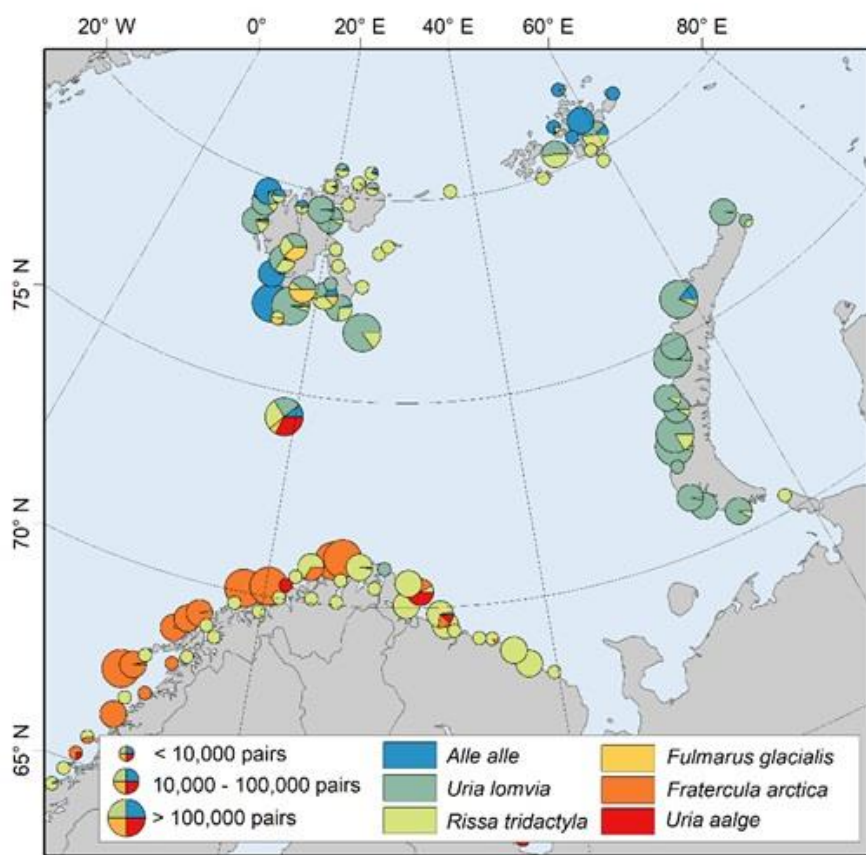 20° W 0° 20° E 40° E 60° E 80° E
75° N
70° N
65° N
< 10,000 pairs
10,000 - 100,000 pairs
> 100,000 pairs
Alle alle
Uria lomvia
Rissa tridactyla
Fulmarus glacialis
Fratercula arctica
Uria aalge